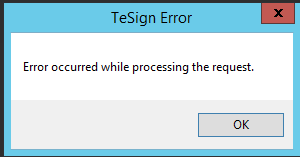 TeSign Error
x
Error occurred while processing the request.
OK